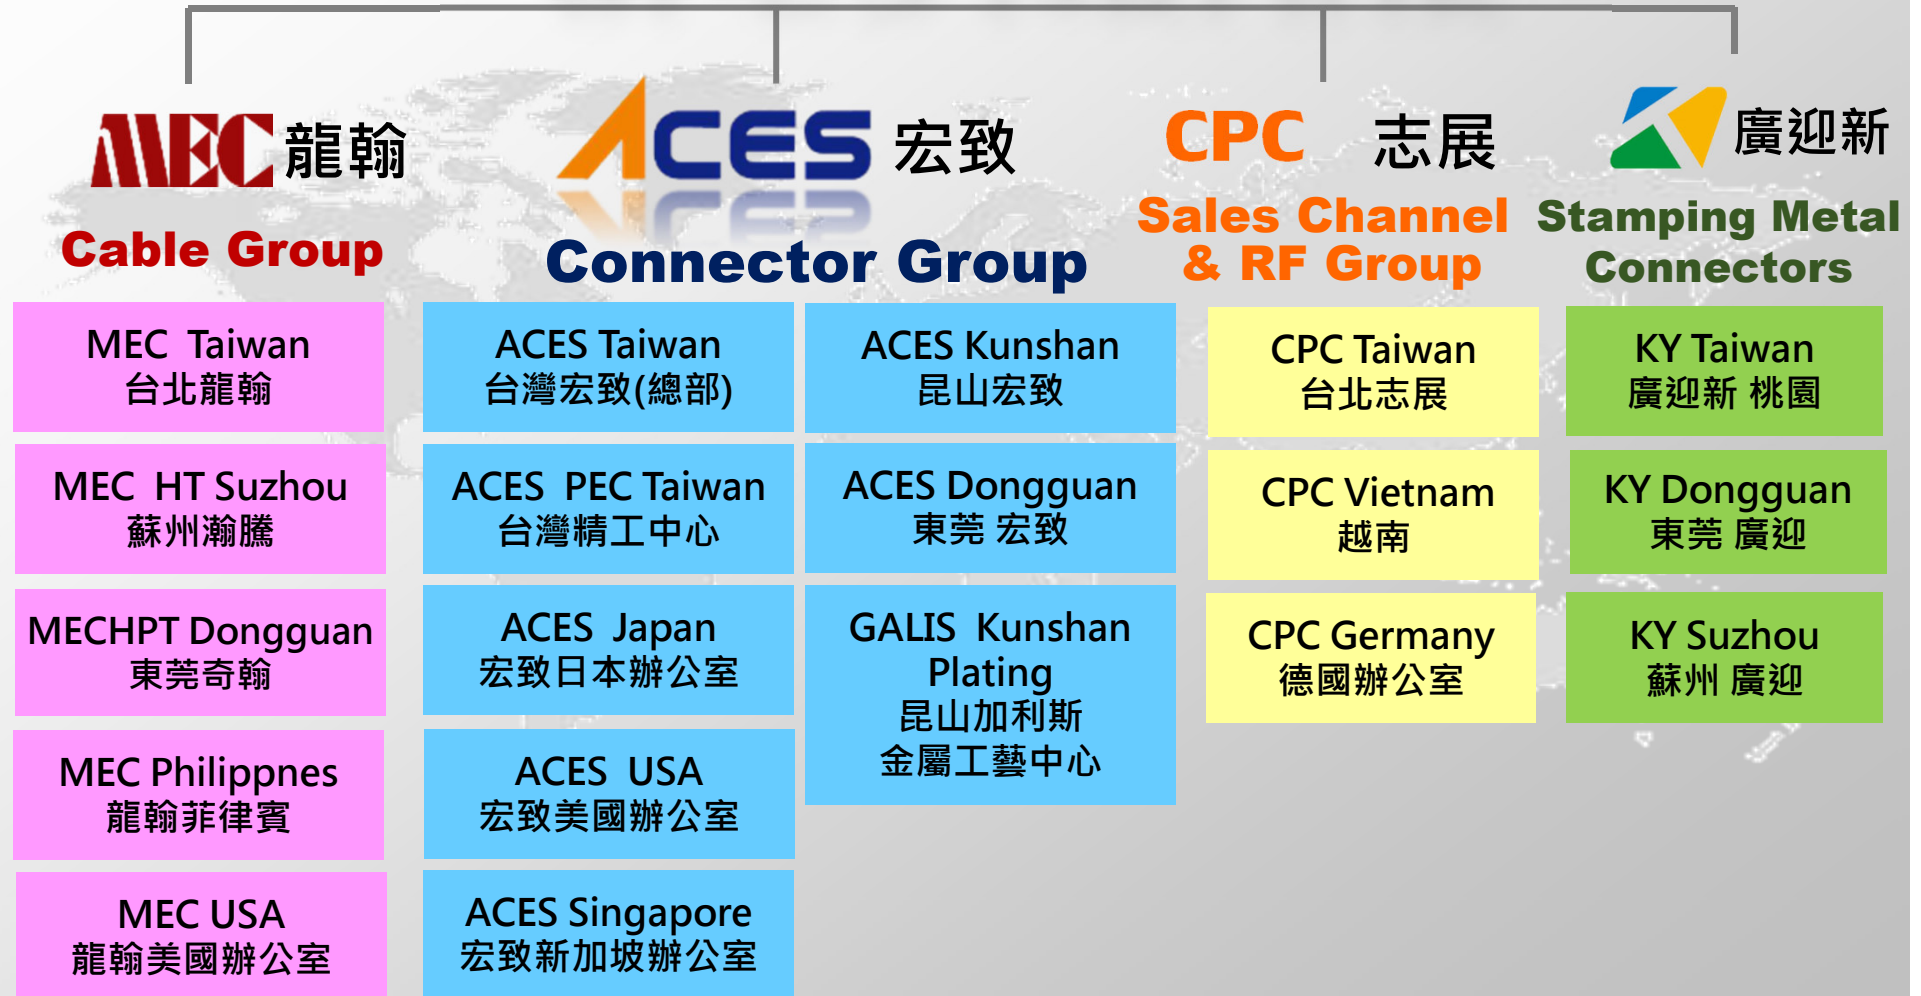 MEC 龍翰
Cable Group
MEC Taiwan
台北龍翰
MEC HT Suzhou
蘇州瀚騰
MECHPT Dongguan
東莞奇翰
MEC Philippnes
龍翰菲律賓
MEC USA
龍翰美國辦公室
ACES 宏致
Connector Group
ACES Taiwan
台灣宏致(總部)
ACES PEC Taiwan
台灣精工中心
ACES Japan
宏致日本辦公室
ACES USA
宏致美國辦公室
ACES Singapore
宏致新加坡辦公室
ACES Kunshan
昆山宏致
ACES Dongguan
東莞 宏致
GALIS Kunshan
Plating
昆山加利斯
金屬工藝中心
CPC 志展
Sales Channel
& RF Group
CPC Taiwan
台北志展
CPC Vietnam
越南
CPC Germany
德國辦公室
廣迎新
Stamping Metal
Connectors
KY Taiwan
廣迎新 桃園
KY Dongguan
東莞 廣迎
KY Suzhou
蘇州 廣迎